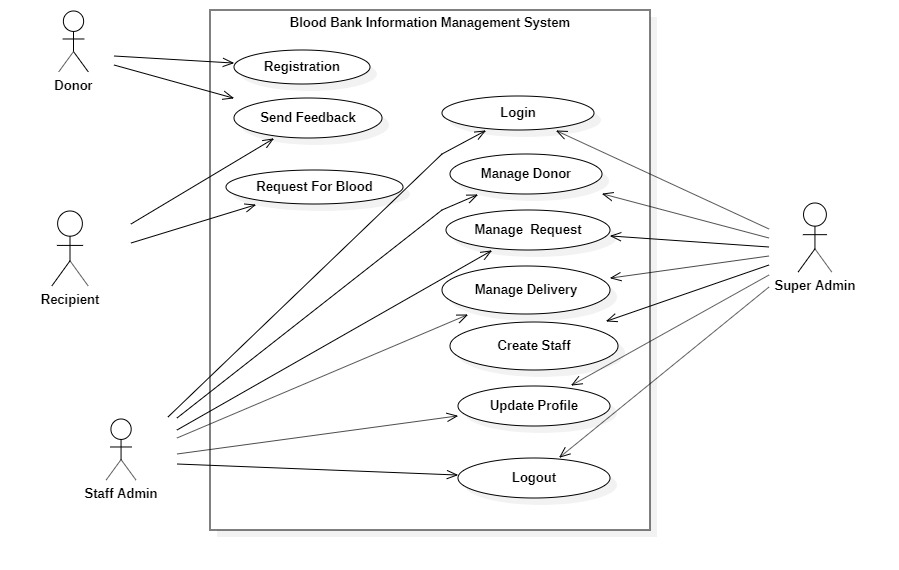 Blood Bank Information Management System
Donor
Registration
Send Feedback
Login
Manage Donor
Request For Blood
Manage  Request
Recipient
Super Admin
Manage Delivery
Create Staff
Update Profile
Staff Admin
Logout